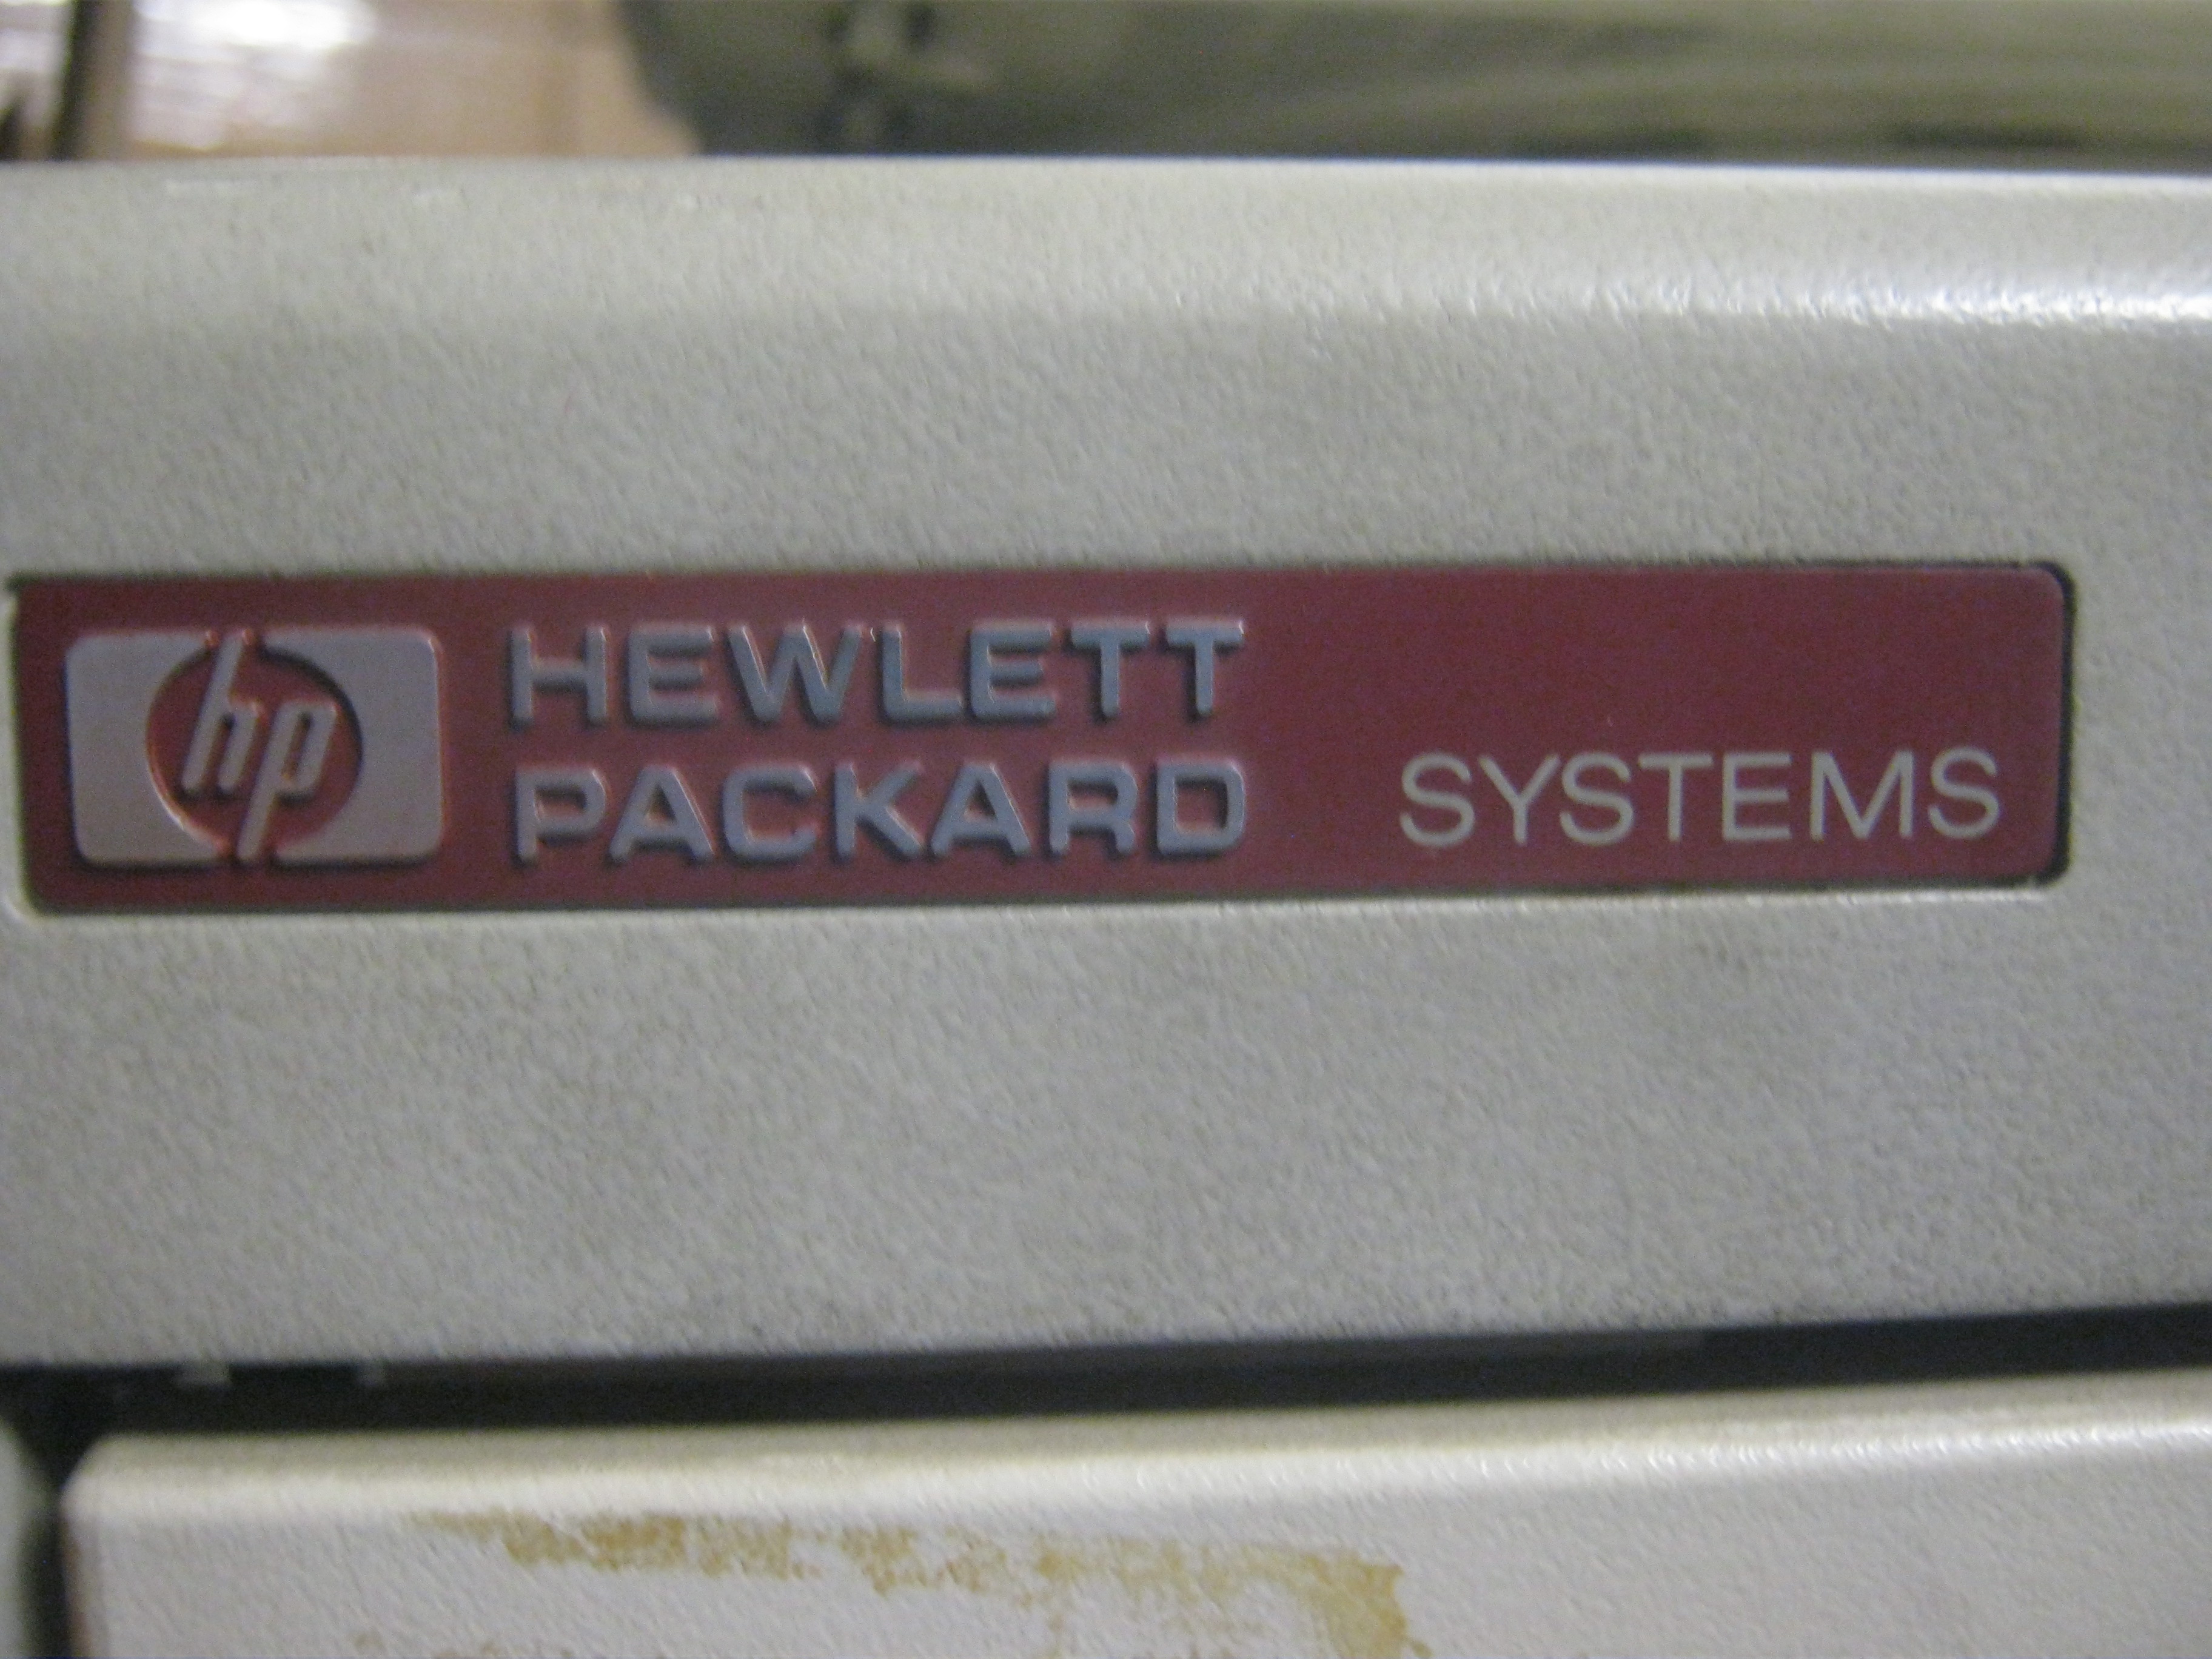 hp
HEWLETT
PACKARD
SYSTEMS